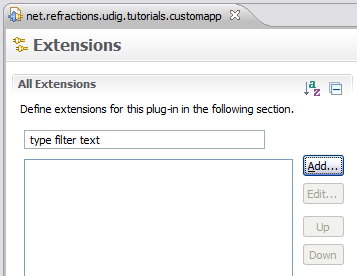 net.refractions.udig.tutorials.customapp
Extensions
All Extensions
Define extensions for this plug-in in the following section.
type filter text
Add...
Edit...
Up
Down